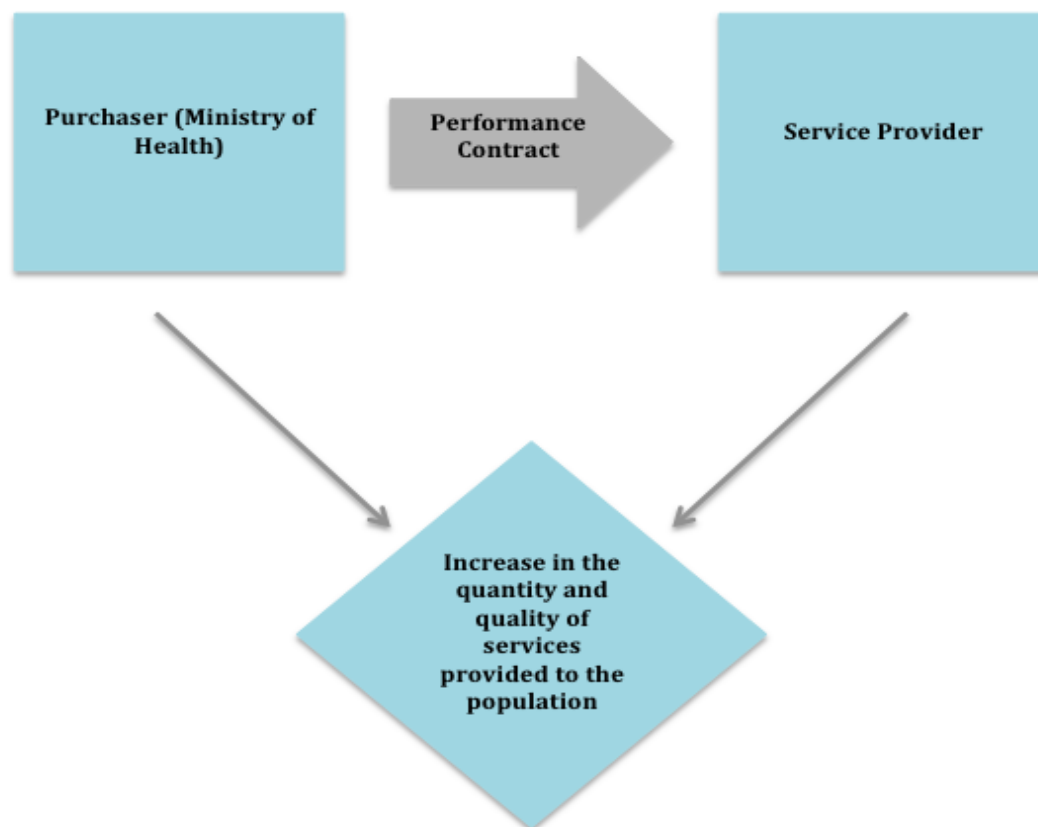 Purchaser (Ministry of
Health)
Performance
Contract
Service Provider
Increase in the
quantity and
quality of
services
provided to the
population